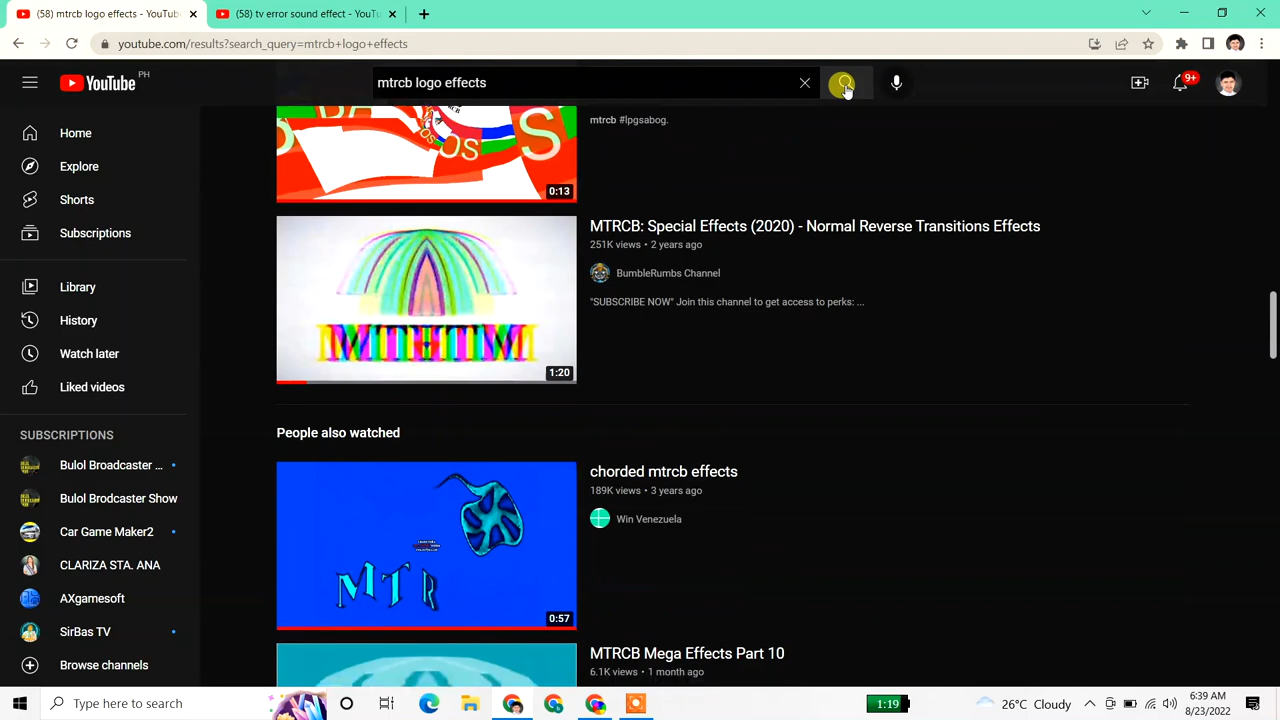 (58) mtrcb logo effects - YouTub
(58) tv error sound effect - YouTu
youtube.com/results?search_query=mtrcb+logo+effects
YouTube PH
mtrcb logo effects
9+
Home
Explore
Shorts
Subscriptions
Library
History
Watch later
Liked videos
SUBSCRIPTIONS
Bulol Broadcaster ...
Bulol Brodcaster Show
Car Game Maker2
CLARIZA STA. ANA
AXgamesoft
SirBas TV
Browse channels
mtrcb #lpgsabog.
0:13
MTRCB: Special Effects (2020) - Normal Reverse Transitions Effects
251K views • 2 years ago
BumbleRumbs Channel
"SUBSCRIBE NOW" Join this channel to get access to perks: ...
1:20
People also watched
chorded mtrcb effects
189K views • 3 years ago
Win Venezuela
MTR
0:57
MTRCB Mega Effects Part 10
6.1K views • 1 month ago
Type here to search
1:19
26°C Cloudy
6:39 AM
8/23/2022